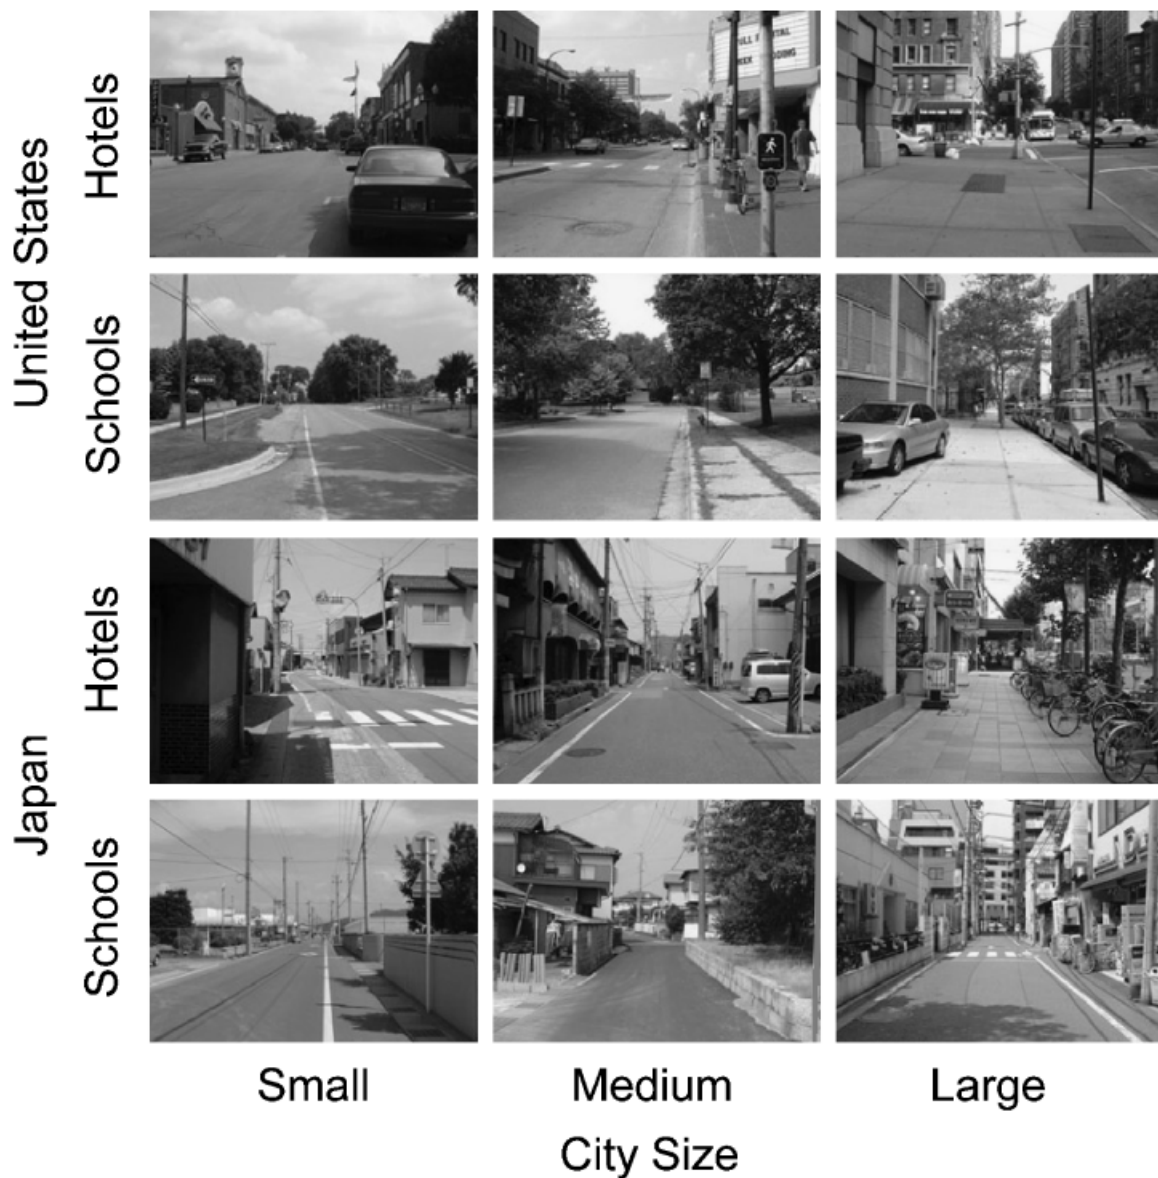 United States
Hotels
Schools
Japan
Hotels
Schools
Small
Medium
Large
City Size